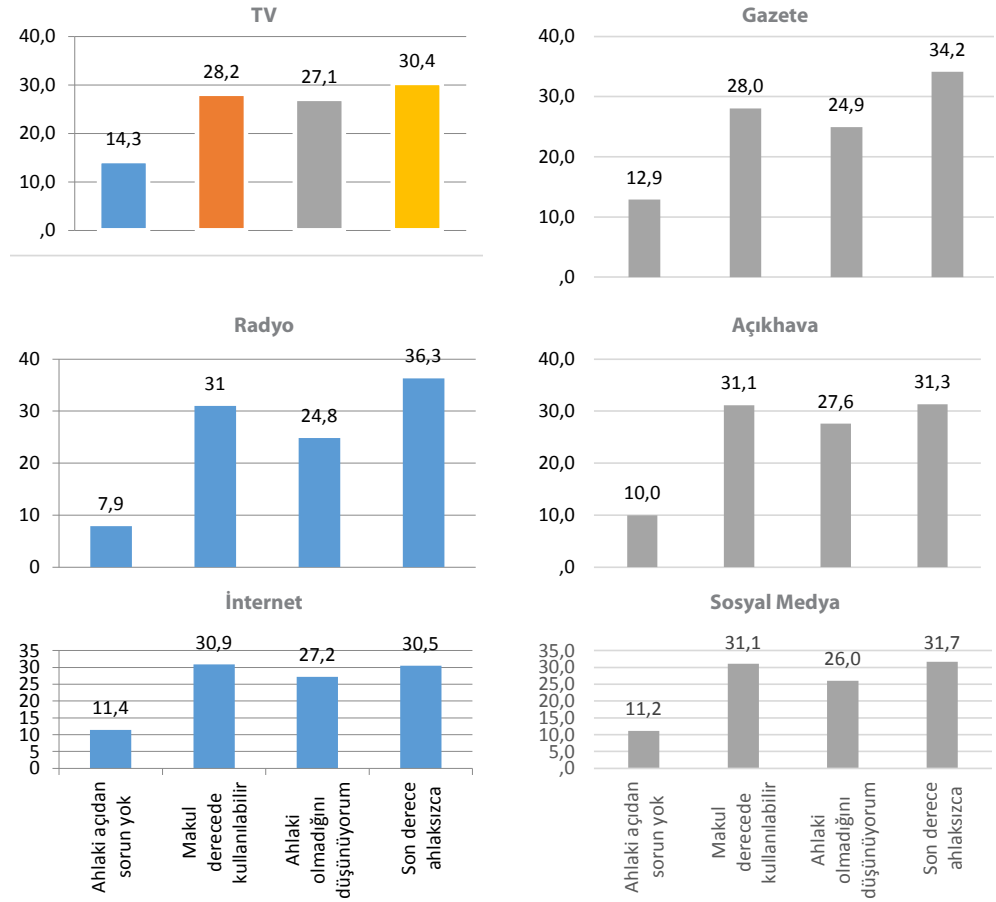 TV
40,0
30,0
20,0
10,0
,0
14,3
28,2
27,1
30,4
Gazete
40,0
30,0
20,0
10,0
,0
12,9
28,0
24,9
34,2
Radyo
40
30
20
10
0
7,9
31
24,8
36,3
Açıkhava
40,0
30,0
20,0
10,0
,0
10,0
31,1
27,6
31,3
İnternet
35
30
25
20
15
10
5
0
11,4
30,9
27,2
30,5
Ahlaki açıdan
sorun yok
Makul
derecede
kullanılabilir
Ahlaki
olmadığını
düşünüyorum
Son derece
ahlaksızca
Sosyal Medya
35,0
30,0
25,0
20,0
15,0
10,0
5,0
,0
11,2
31,1
26,0
31,7
Ahlaki açıdan
sorun yok
Makul
derecede
kullanılabilir
Ahlaki
olmadığını
düşünüyorum
Son derece
ahlaksızca